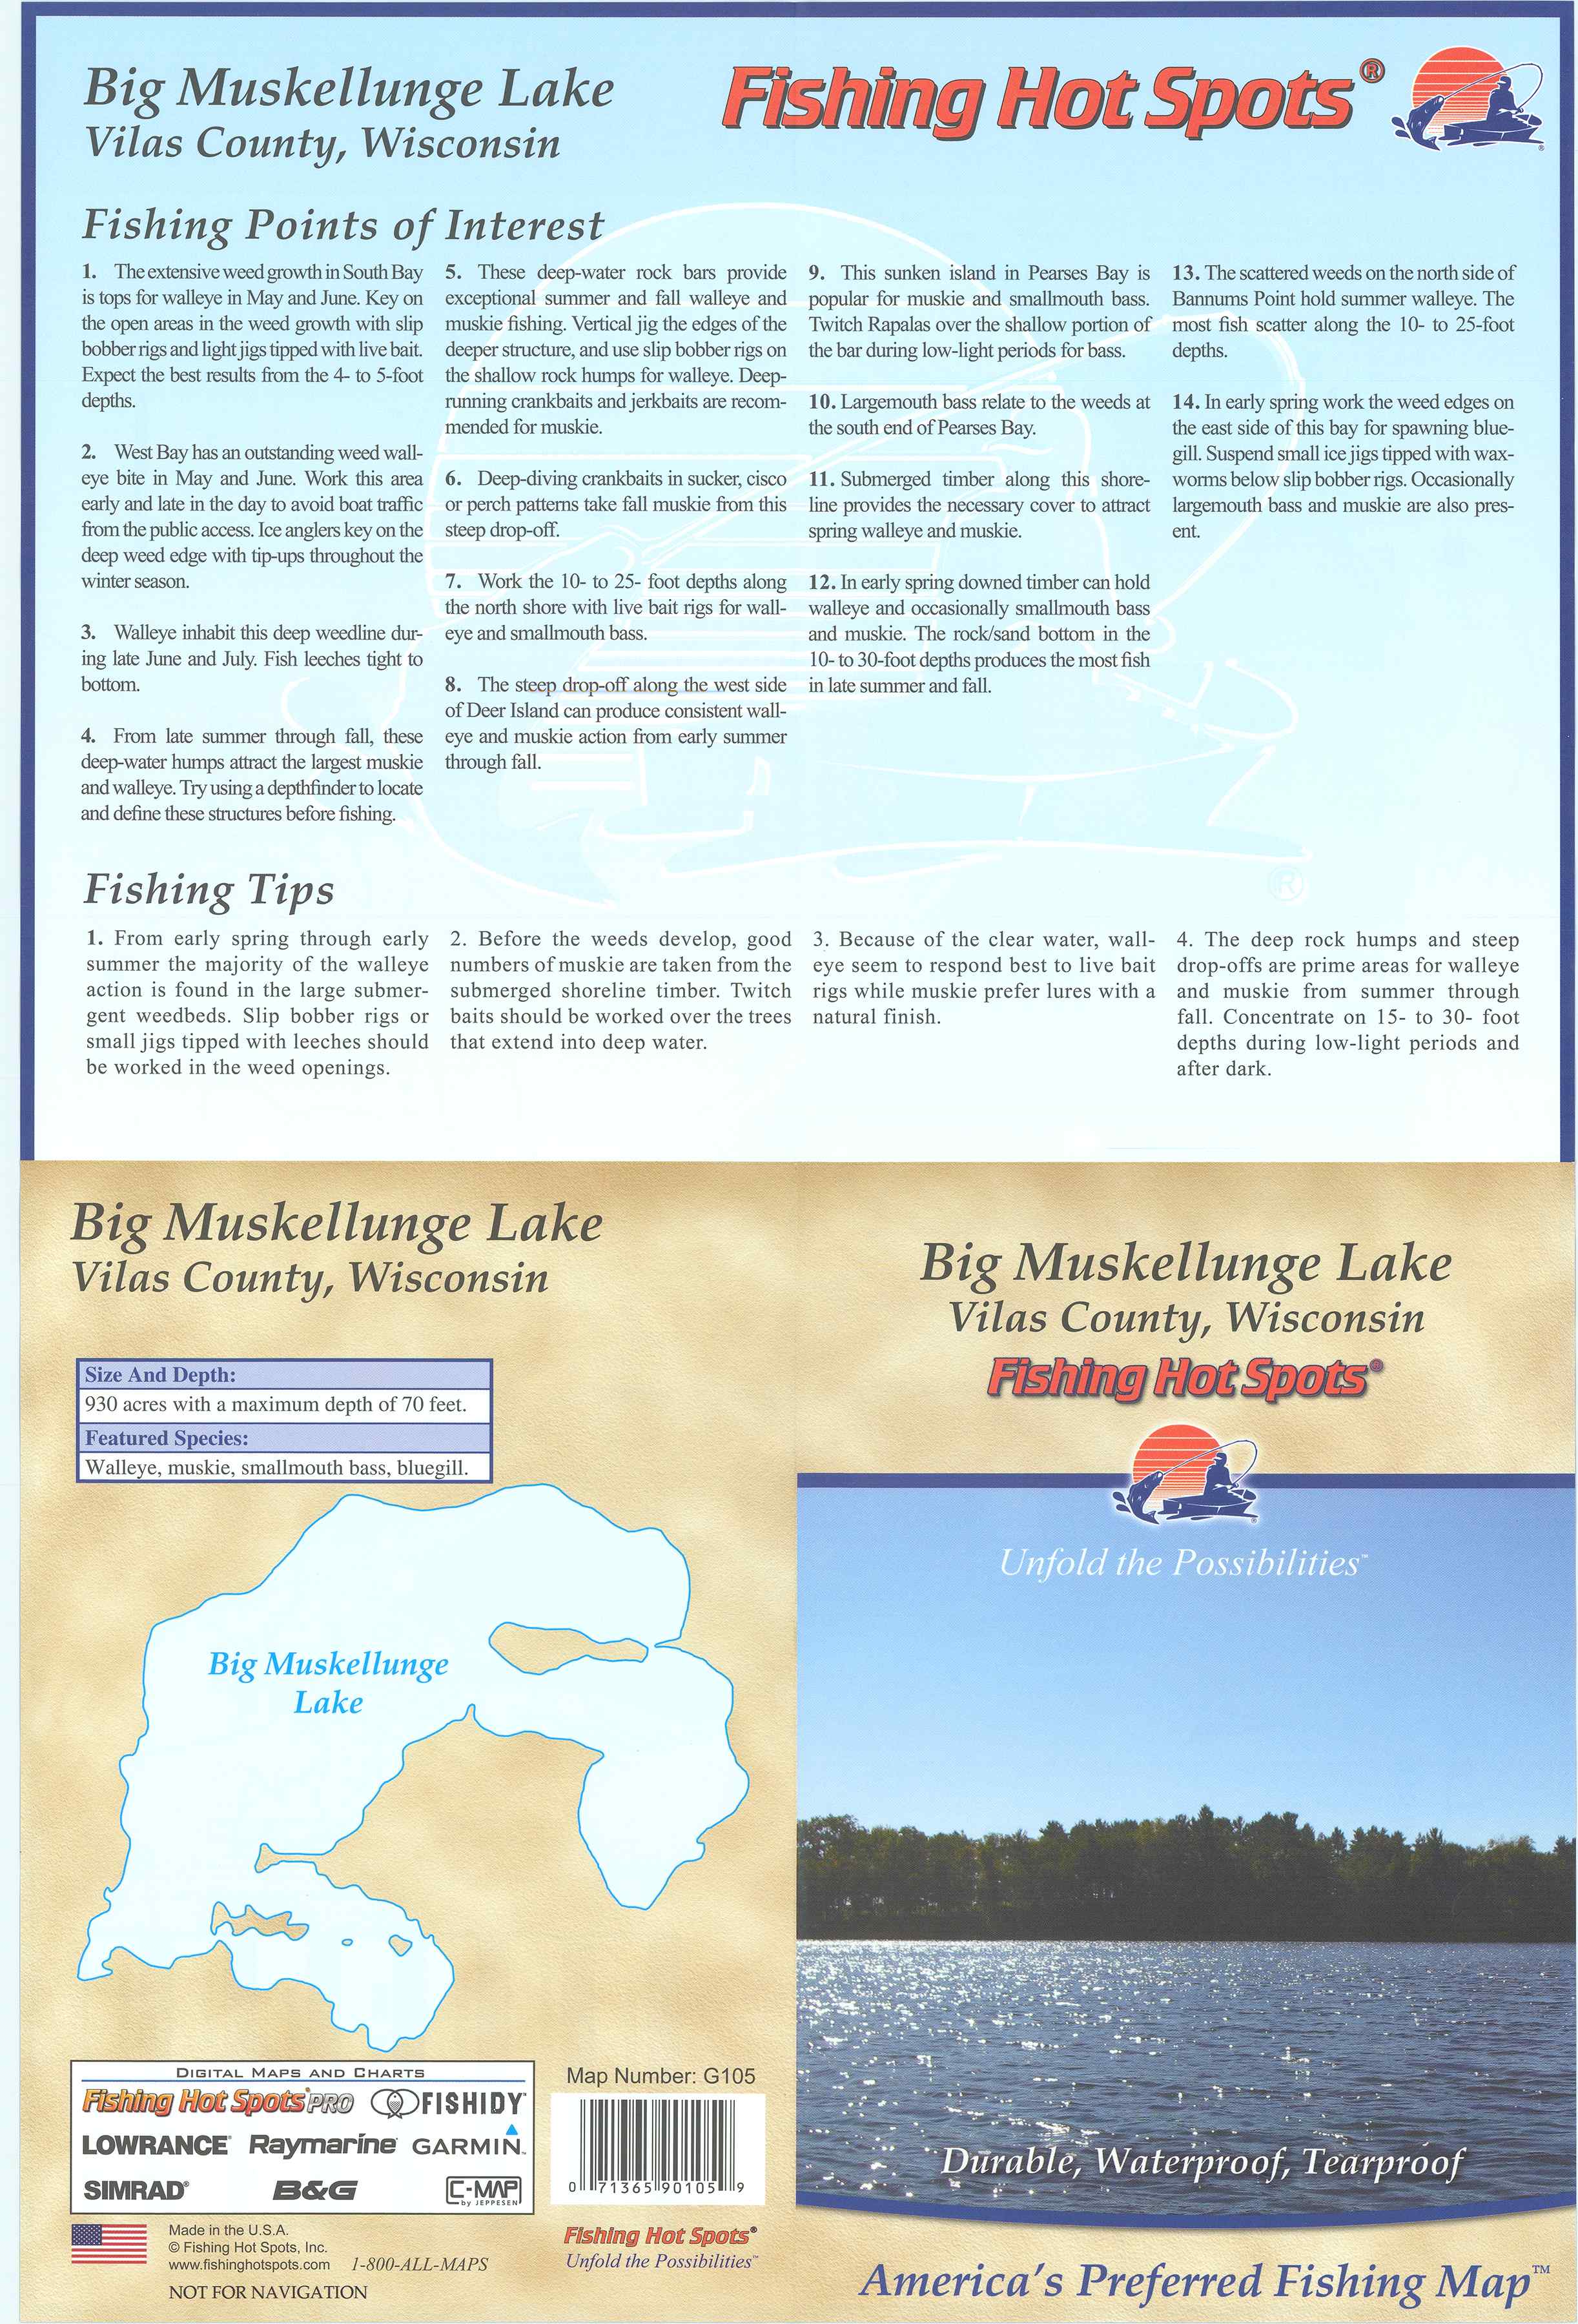 Big Muskellunge Lake
Vilas County, Wisconsin
Fishing Hot Spots®
Fishing Points of Interest
1. The extensive weed growth in South Bay
is tops for walleye in May and June. Key on
the open areas in the weed growth with slip
bobber rigs and light jigs tipped with live bait.
Expect the best results from the 4- to 5-foot
depths.
2. West Bay has an outstanding weed wall-
eye bite in May and June. Work this area
early and late in the day to avoid boat traffic
from the public access. Ice anglers key on the
deep weed edge with tip-ups throughout the
winter season.
3. Walleye inhabit this deep weedline dur-
ing late June and July. Fish leeches tight to
bottom.
4. From late summer through fall, these
deep-water humps attract the largest muskie
and walleye. Try using a depthfinder to locate
and define these structures before fishing.
5. These deep-water rock bars provide
exceptional summer and fall walleye and
muskie fishing. Vertical jig the edges of the
deeper structure, and use slip bobber rigs on
the shallow rock humps for walleye. Deep-
running crankbaits and jerkbaits are recom-
mended for muskie.
6. Deep-diving crankbaits in sucker, cisco
or perch patterns take fall muskie from this
steep drop-off.
7. Work the 10- to 25- foot depths along
the north shore with live bait rigs for wall-
eye and smallmouth bass.
8. The steep drop-off along the west side
of Deer Island can produce consistent wall-
eye and muskie action from early summer
through fall.
9. This sunken island in Pearses Bay is
popular for muskie and smallmouth bass.
Twitch Rapalas over the shallow portion of
the bar during low-light periods for bass.
10. Largemouth bass relate to the weeds at
the south end of Pearses Bay.
11. Submerged timber along this shore-
line provides the necessary cover to attract
spring walleye and muskie.
12. In early spring downed timber can hold
walleye and occasionally smallmouth bass
and muskie. The rock/sand bottom in the
10- to 30-foot depths produces the most fish
in late summer and fall.
13. The scattered weeds on the north side of
Bannums Point hold summer walleye. The
most fish scatter along the 10- to 25-foot
depths.
14. In early spring work the weed edges on
the east side of this bay for spawning blue-
gill. Suspend small ice jigs tipped with wax-
worms below slip bobber rigs. Occasionally
largemouth bass and muskie are also pres-
ent.
®
Fishing Tips
1. From early spring through early
summer the majority of the walleye
action is found in the large submer-
gent weedbeds. Slip bobber rigs or
small jigs tipped with leeches should
be worked in the weed openings.
2. Before the weeds develop, good
numbers of muskie are taken from the
submerged shoreline timber. Twitch
baits should be worked over the trees
that extend into deep water.
3. Because of the clear water, wall-
eye seem to respond best to live bait
rigs while muskie prefer lures with a
natural finish.
4. The deep rock humps and steep
drop-offs are prime areas for walleye
and muskie from summer through
fall. Concentrate on 15- to 30- foot
depths during low-light periods and
after dark.
Big Muskellunge Lake
Vilas County, Wisconsin
Size And Depth:
930 acres with a maximum depth of 70 feet.
Featured Species:
Walleye, muskie, smallmouth bass, bluegill.
Big Muskellunge
Lake
DIGITAL MAPS AND CHARTS
Fishing Hot Spots® PRO FISHIDY™
LOWRANCE® Raymarine GARMIN™
SIMRAD® B&G C-MAP
by JEPPESEN
Made in the U.S.A.
© Fishing Hot Spots, Inc.
www.fishinghotspots.com 1-800-ALL-MAPS
NOT FOR NAVIGATION
Map Number: G105
0 71365 90105 9
Fishing Hot Spots®
Unfold the Possibilities™
Big Muskellunge Lake
Vilas County, Wisconsin
Fishing Hot Spots®
Unfold the Possibilities™
Durable, Waterproof, Tearproof
America's Preferred Fishing Map™